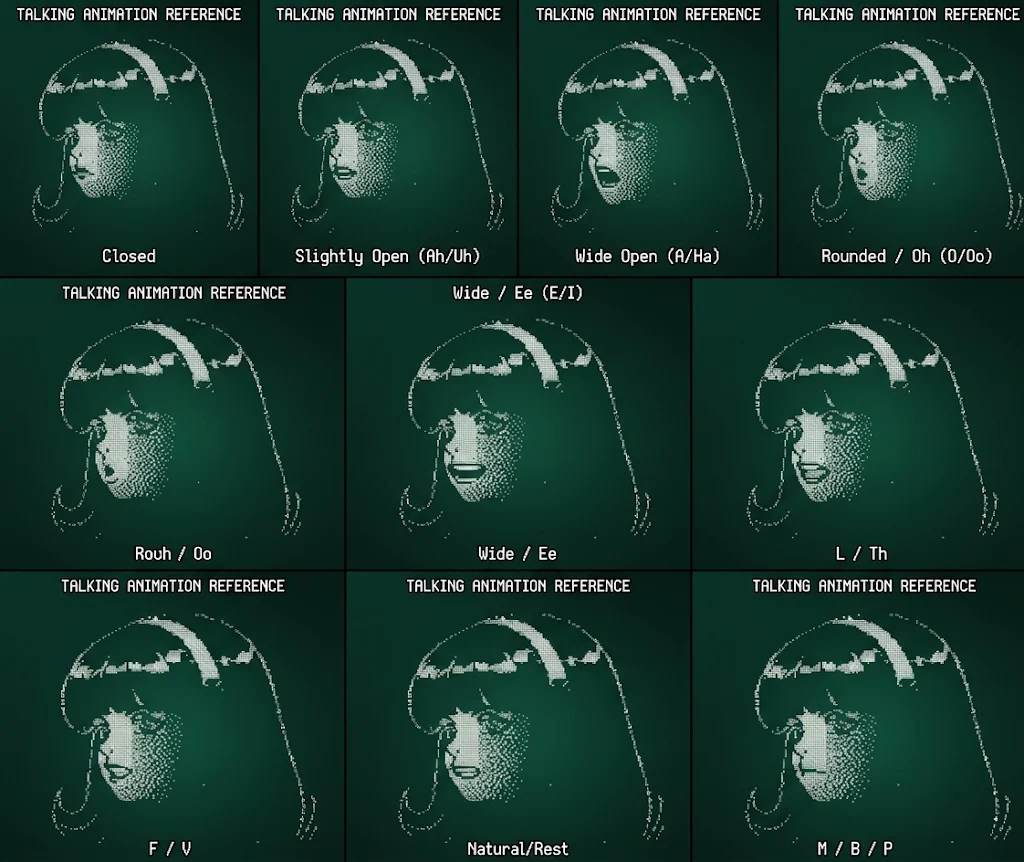 TALKING ANIMATION REFERENCE
TALKING ANIMATION REFERENCE
TALKING ANIMATION REFERENCE
TALKING ANIMATION REFERENCE
Closed
Slightly Open (Ah/Uh)
Wide Open (A/Ha)
Rounded / Oh (O/Oo)
TALKING ANIMATION REFERENCE
Wide / Ee (E/I)
Rouh / Oo
Wide / Ee
L / Th
TALKING ANIMATION REFERENCE
TALKING ANIMATION REFERENCE
TALKING ANIMATION REFERENCE
F / V
Natural/Rest
M / B / P